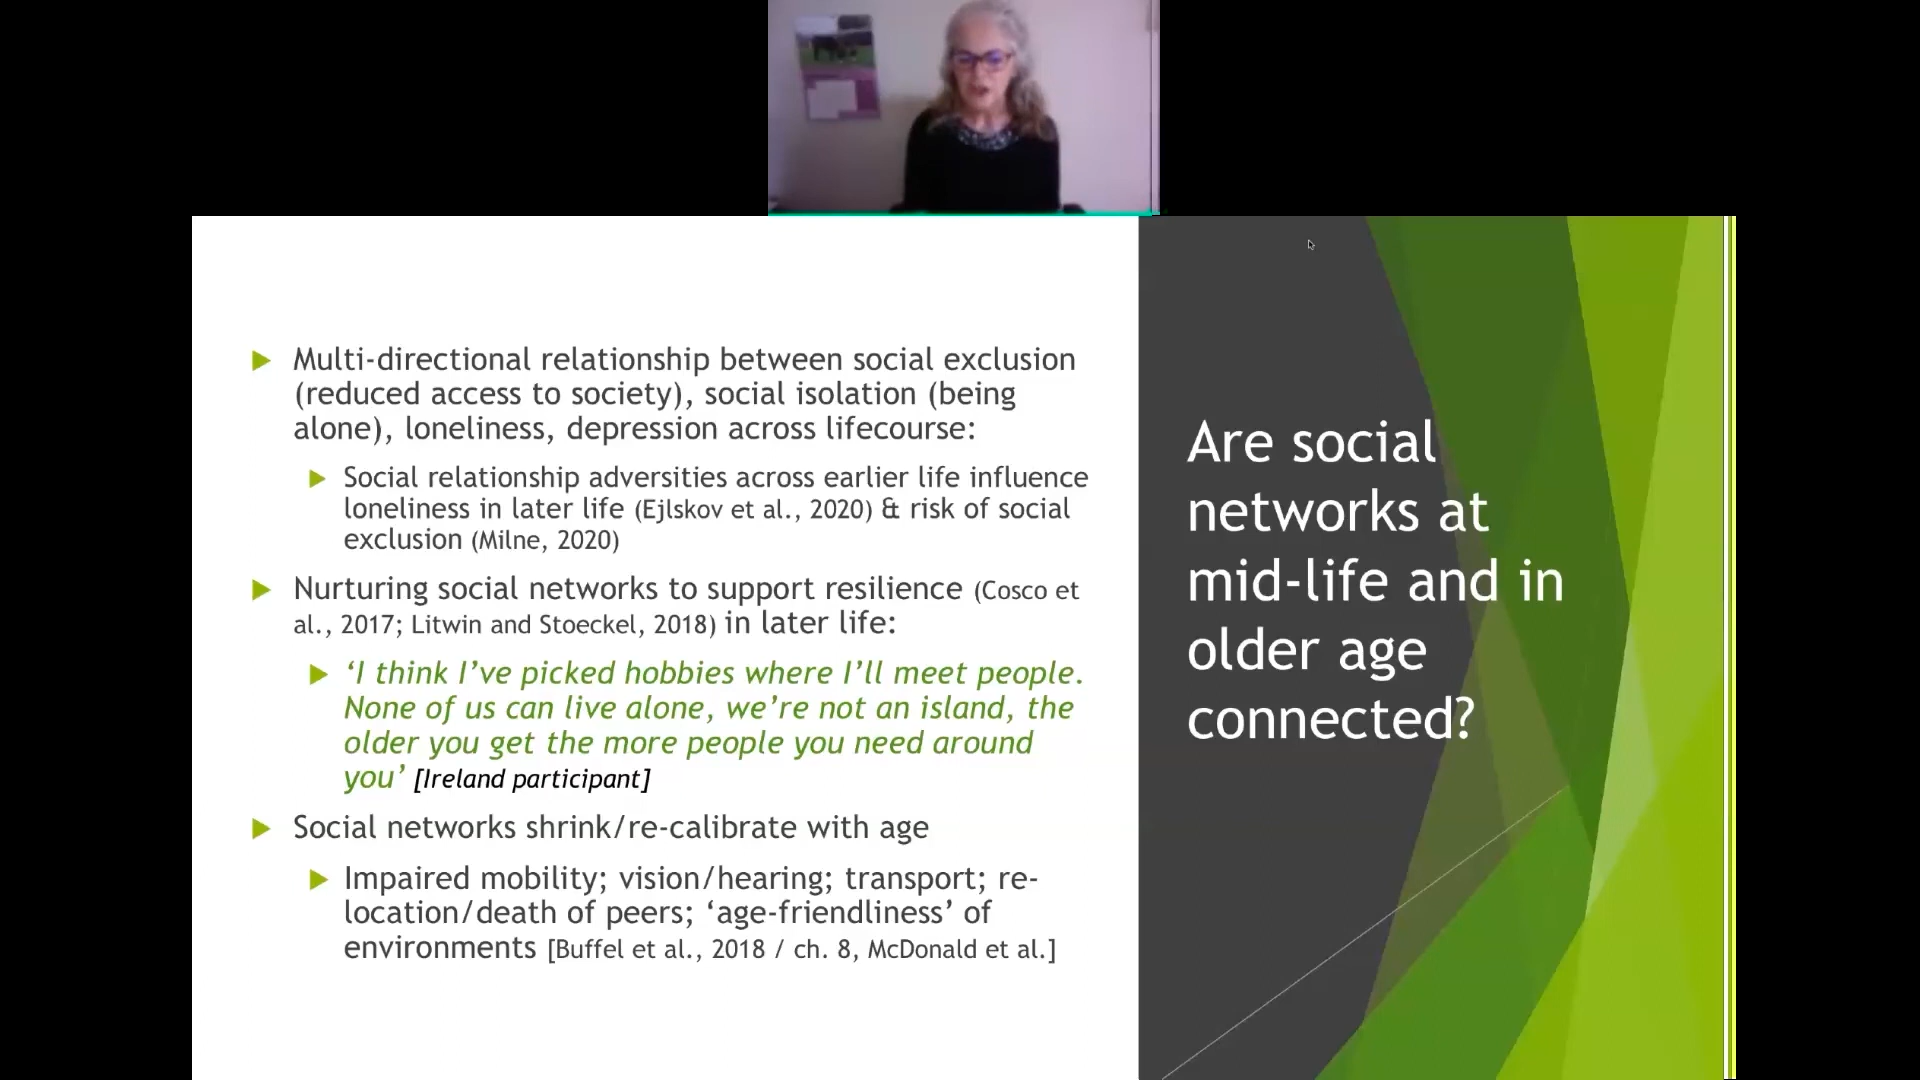 Multi-directional relationship between social exclusion
(reduced access to society), social isolation (being
alone), loneliness, depression across lifecourse:
Social relationship adversities across earlier life influence
loneliness in later life (Ejlskov et al., 2020) & risk of social
exclusion (Milne, 2020)
Nurturing social networks to support resilience (Cosco et
al., 2017; Litwin and Stoeckel, 2018) in later life:
‘I think I’ve picked hobbies where I’ll meet people.
None of us can live alone, we’re not an island, the
older you get the more people you need around
you’ [Ireland participant]
Social networks shrink/re-calibrate with age
Impaired mobility; vision/hearing; transport; re-
location/death of peers; ‘age-friendliness’ of
environments [Buffel et al., 2018 / ch. 8, McDonald et al.]
Are social
networks at
mid-life and in
older age
connected?